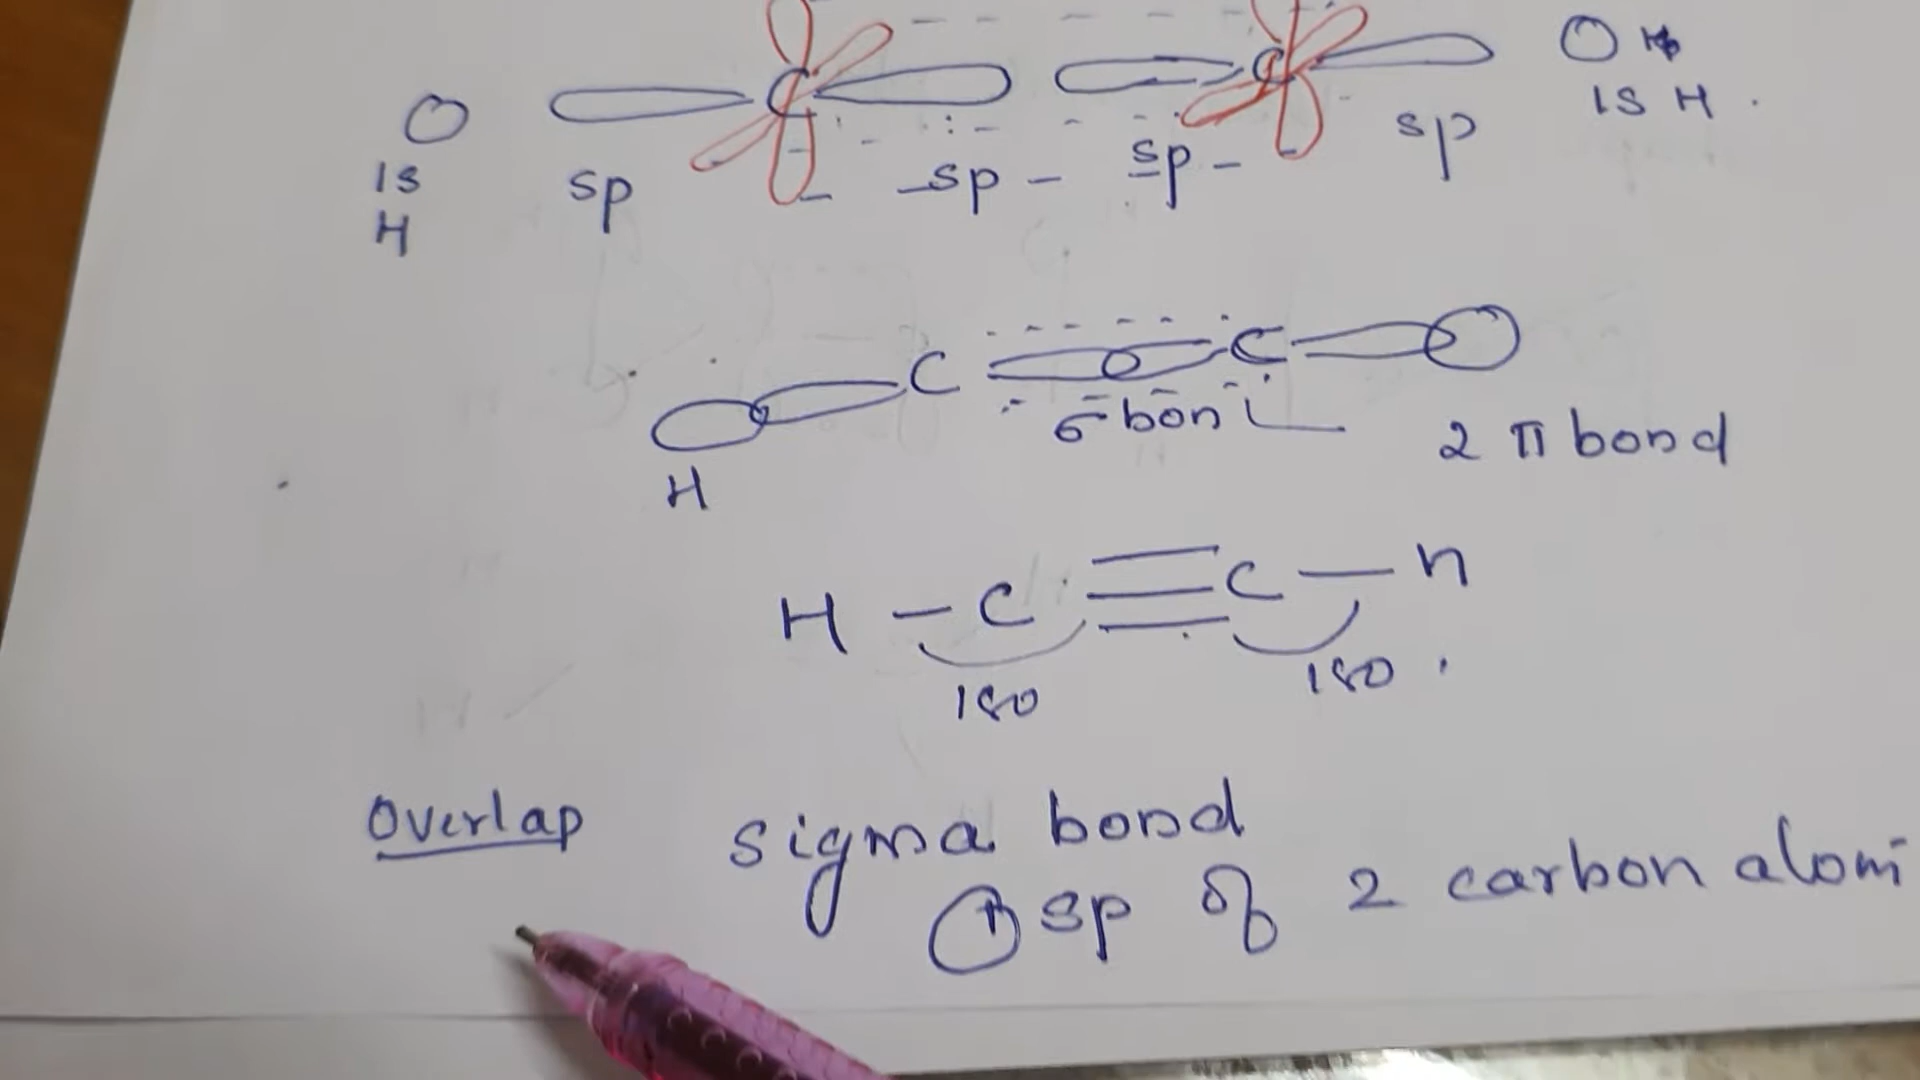 C C O H
1S H
1S sp sp sp sp
H
C C
σ bon 2 π bond
H
H - C ≡ C - H
180 180
Overlap sigma bond
1 sp of 2 carbon atom